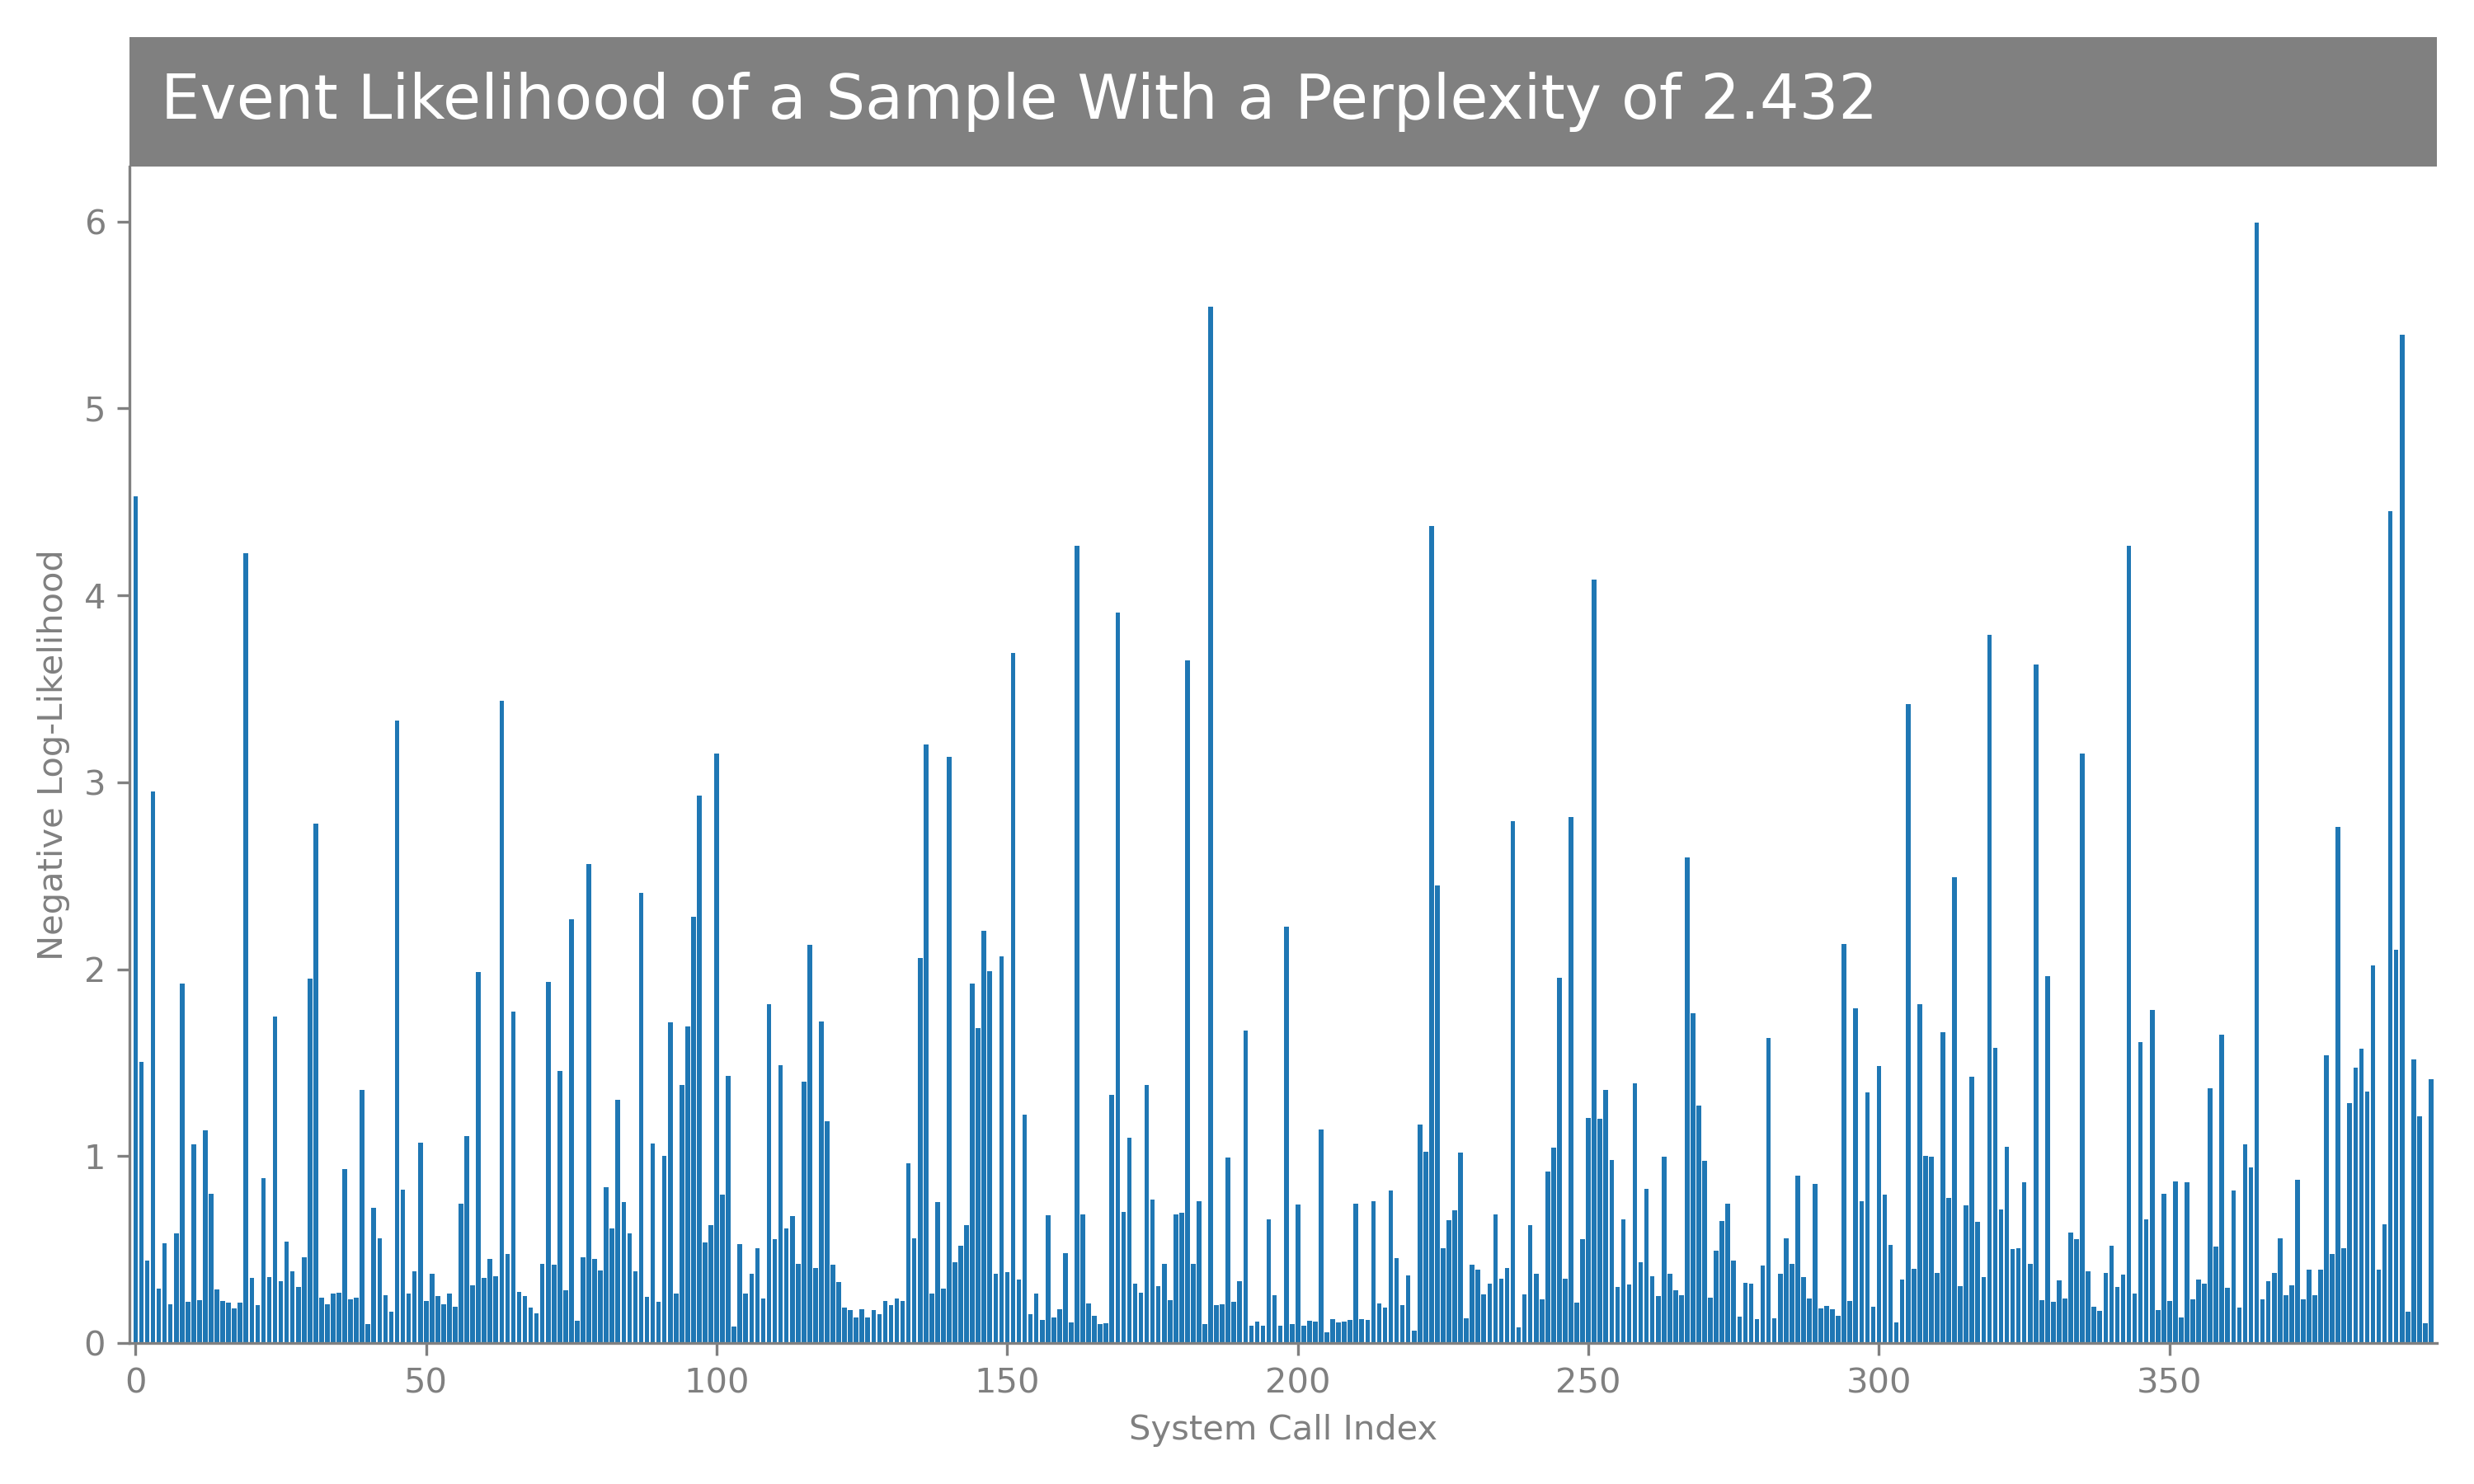 Event Likelihood of a Sample With a Perplexity of 2.432
6
5
4
3
2
1
0
Negative Log-Likelihood
0 50 100 150 200 250 300 350
System Call Index